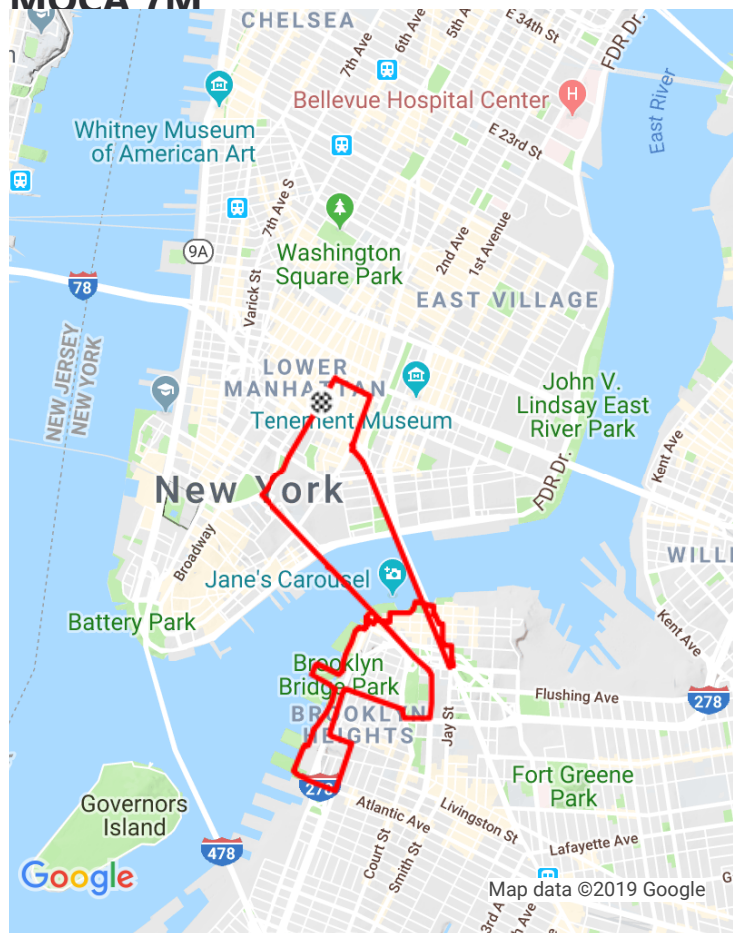 MOCA 7M
CHELSEA
E 34th St
5th A
6th Ave
7th Ave
FDR Dr.
Bellevue Hospital Center
H
East River
Whitney Museum
of American Art
E 23rd St
7th Ave S
Washington
Square Park
2nd Ave
1st Avenue
9A
78
Varick St
EAST VILLAGE
NEW JERSEY
NEW YORK
LOWER
MANHATTAN
Tenement Museum
John V.
Lindsay East
River Park
Kent Ave
New York
FDR Dr.
Broadway
WILLI
Jane's Carousel
Battery Park
Kent Ave
Brooklyn
Bridge Park
Flushing Ave
278
BROOKLYN
HEIGHTS
Jay St
278
Governors
Island
Fort Greene
Park
Atlantic Ave
Livingston St
Lafayette Ave
478
Court St
Smith St
Google
Map data ©2019 Google
3rd A